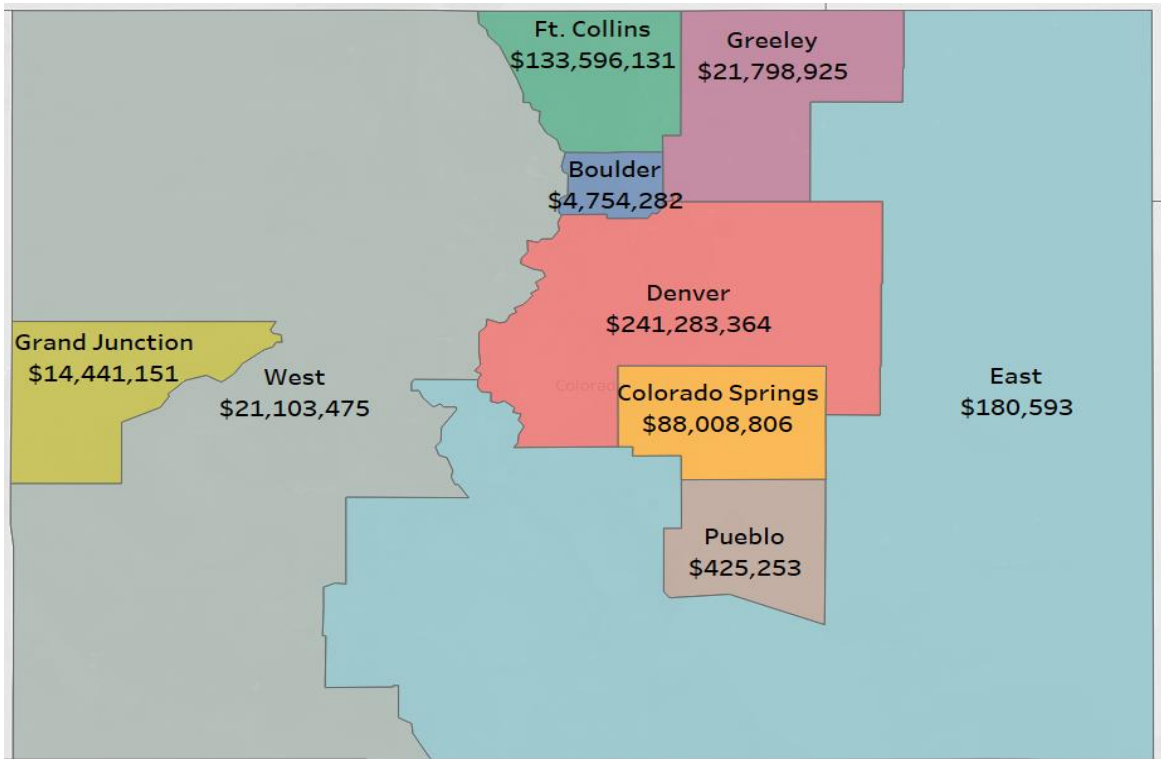 Ft. Collins
$133,596,131
Greeley
$21,798,925
Boulder
$4,754,282
Denver
$241,283,364
Grand Junction
$14,441,151
West
$21,103,475
Colorado Springs
$88,008,806
East
$180,593
Pueblo
$425,253